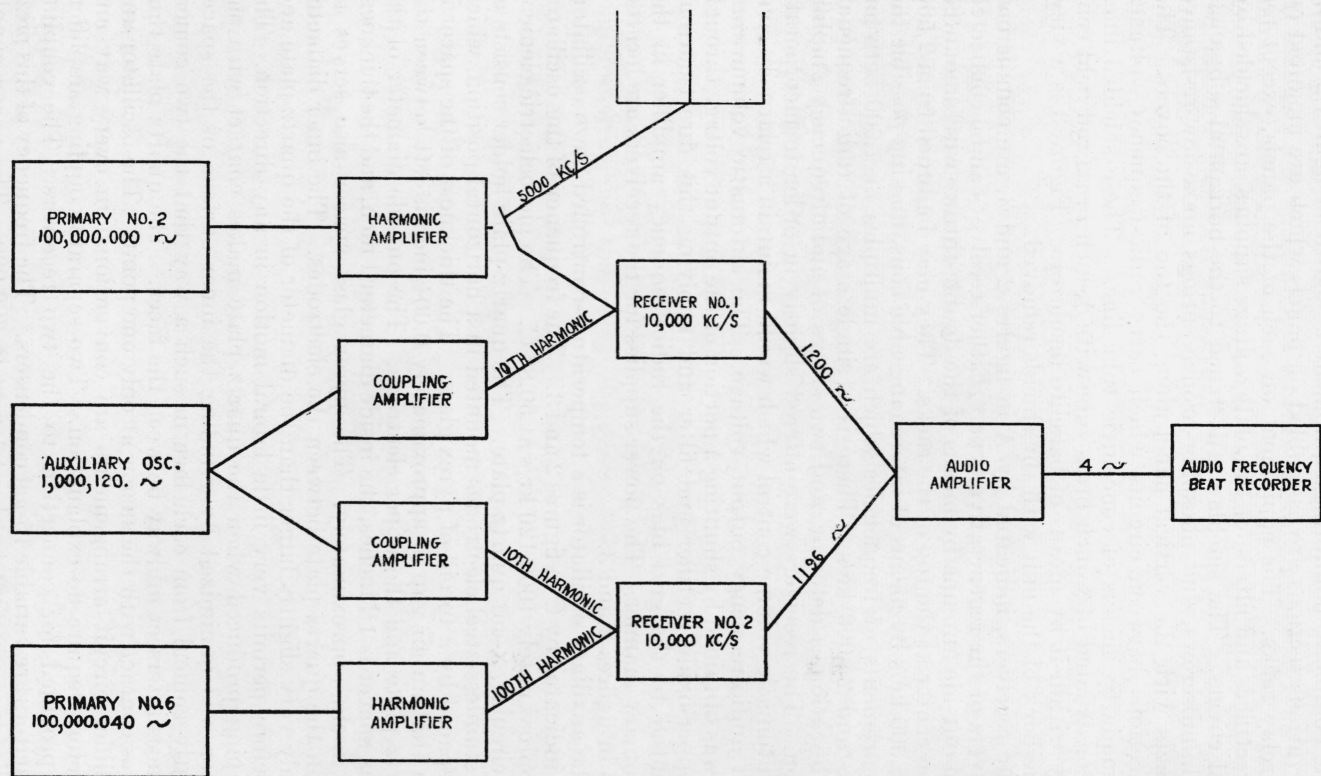 5000 KC/S
PRIMARY NO. 2
100,000.000 ~
HARMONIC
AMPLIFIER
RECEIVER NO. 1
10,000 KC/S
10TH HARMONIC
1200 ~
COUPLING
AMPLIFIER
AUXILIARY OSC.
1,000,120. ~
AUDIO
AMPLIFIER
4 ~
AUDIO FREQUENCY
BEAT RECORDER
COUPLING
AMPLIFIER
10TH HARMONIC
1196 ~
RECEIVER NO. 2
10,000 KC/S
100TH HARMONIC
PRIMARY NO.6
100,000.040 ~
HARMONIC
AMPLIFIER